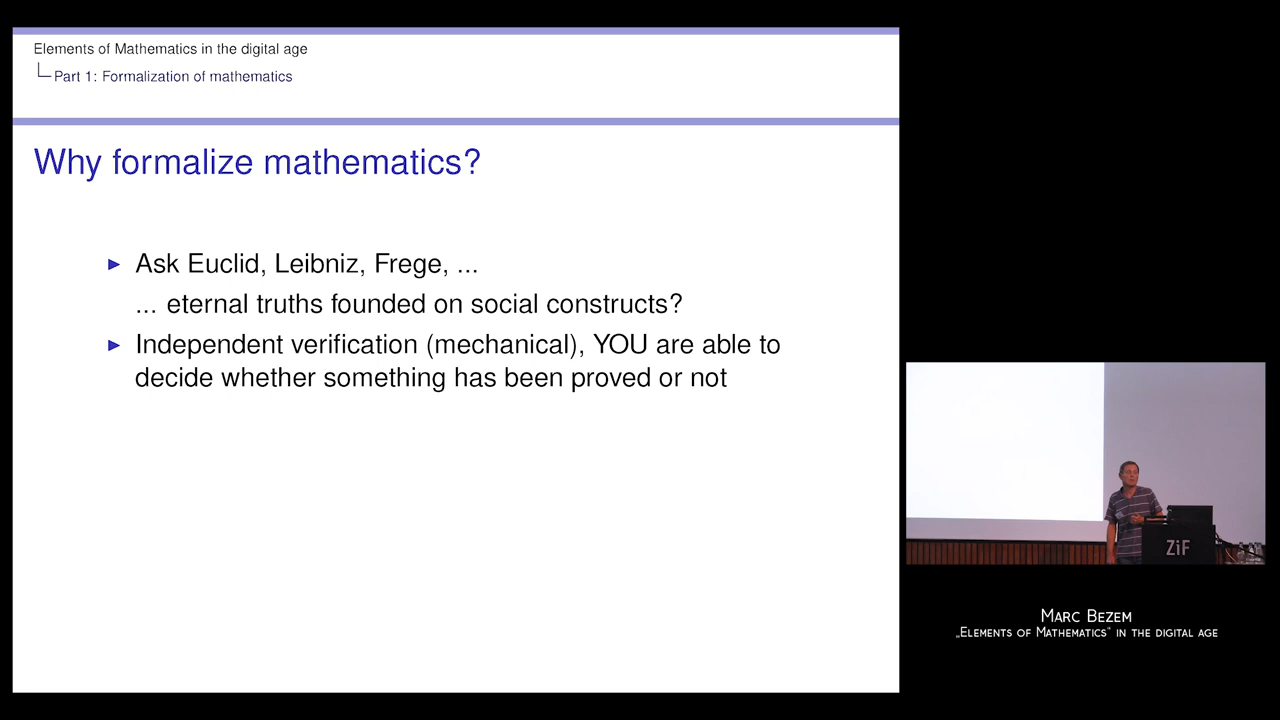 Elements of Mathematics in the digital age
Part 1: Formalization of mathematics
Why formalize mathematics?
Ask Euclid, Leibniz, Frege, ...
... eternal truths founded on social constructs?
Independent verification (mechanical), YOU are able to
decide whether something has been proved or not
ZiF
Marc Bezem
„Elements of Mathematics“ in the digital age